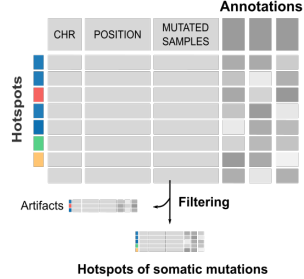 Annotations
CHR
POSITION
MUTATED
SAMPLES
Hotspots
Artifacts
Filtering
Hotspots of somatic mutations